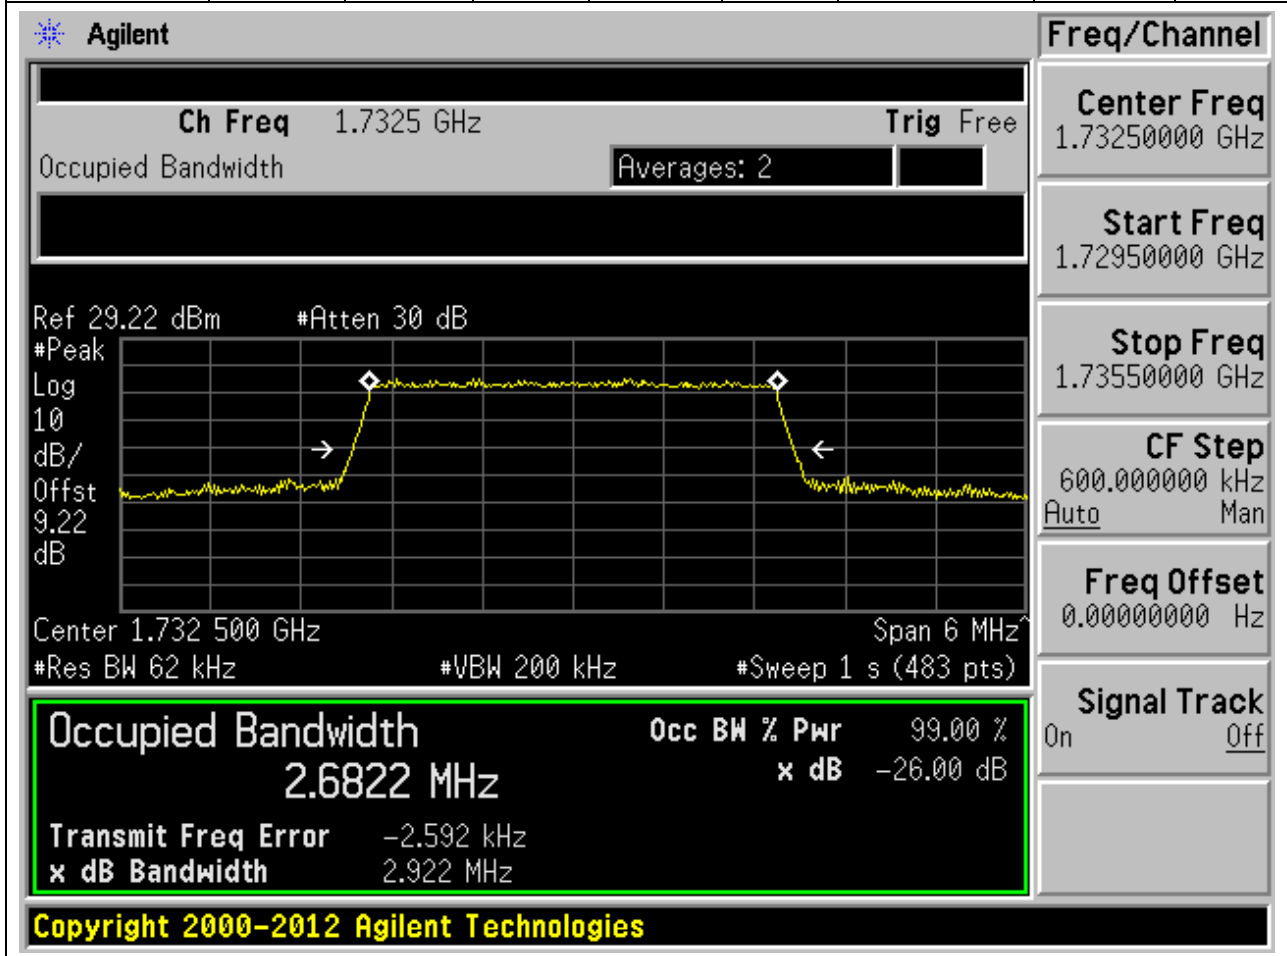 Agilent
Freq/Channel
Ch Freq 1.7325 GHz Trig Free
Occupied Bandwidth Averages: 2
Center Freq
1.73250000 GHz
Start Freq
1.72950000 GHz
Stop Freq
1.73550000 GHz
CF Step
600.000000 kHz
Auto Man
Freq Offset
0.00000000 Hz
Signal Track
On Off
Ref 29.22 dBm #Atten 30 dB
#Peak
Log
10
dB/
Offst
9.22
dB
Center 1.732 500 GHz Span 6 MHz^
#Res BW 62 kHz #VBW 200 kHz #Sweep 1 s (483 pts)
Occupied Bandwidth Occ BW % Pwr 99.00 %
2.6822 MHz x dB -26.00 dB
Transmit Freq Error -2.592 kHz
x dB Bandwidth 2.922 MHz
Copyright 2000-2012 Agilent Technologies